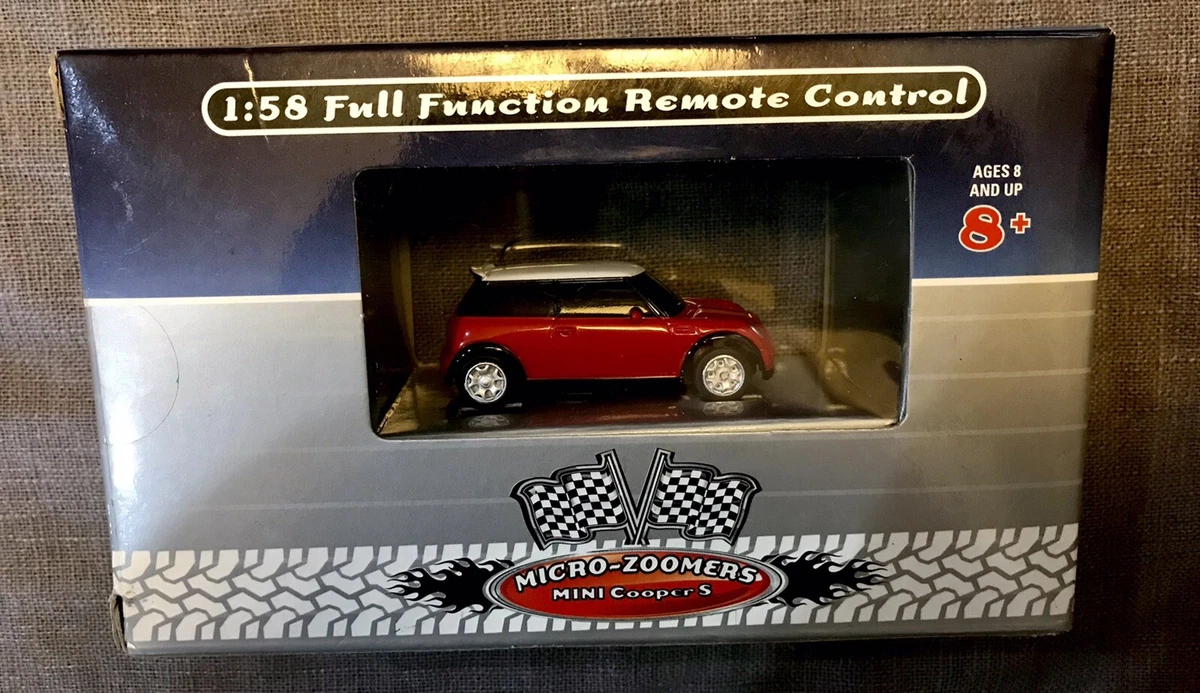 1:58 Full Function Remote Control
AGES 8
AND UP
8+
MICRO-ZOOMERS
MINI Cooper S